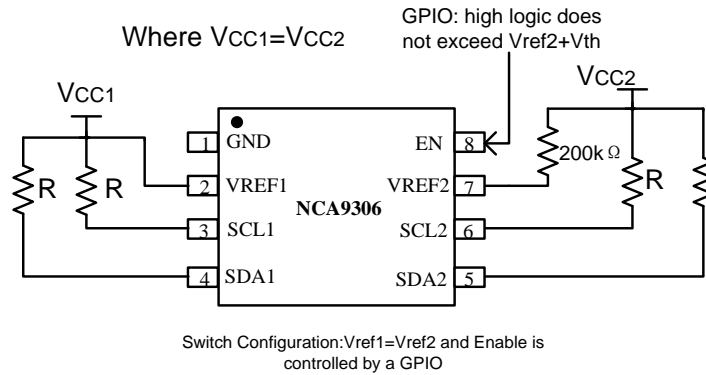 Where VCC1=VCC2
GPIO: high logic does
not exceed Vref2+Vth
VCC1
VCC2
1 GND
EN 8
200kΩ
R R
2 VREF1
VREF2 7
R
NCA9306
3 SCL1
SCL2 6
4 SDA1
SDA2 5
Switch Configuration:Vref1=Vref2 and Enable is
controlled by a GPIO